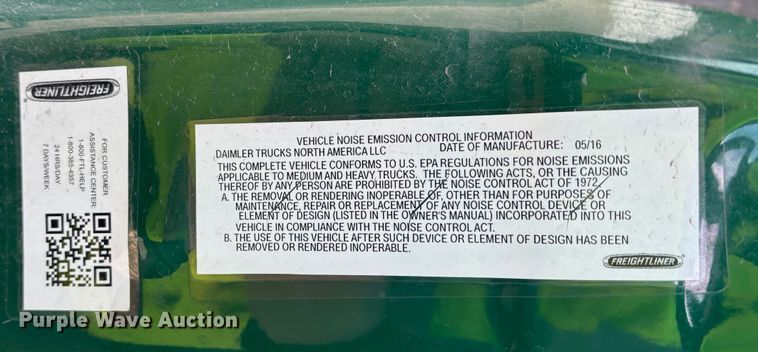 FREIGHTLINER
FOR CUSTOMER
ASSISTANCE CENTER:
1-800-FTL-HELP
1-800-385-4357
24 HRS/DAY
7 DAYS/WEEK
VEHICLE NOISE EMISSION CONTROL INFORMATION
DAIMLER TRUCKS NORTH AMERICA LLC DATE OF MANUFACTURE: 05/16
THIS COMPLETE VEHICLE CONFORMS TO U.S. EPA REGULATIONS FOR NOISE EMISSIONS
APPLICABLE TO MEDIUM AND HEAVY TRUCKS. THE FOLLOWING ACTS, OR THE CAUSING
THEREOF BY ANY PERSON ARE PROHIBITED BY THE NOISE CONTROL ACT OF 1972.
A. THE REMOVAL OR RENDERING INOPERABLE OF, OTHER THAN FOR PURPOSES OF
MAINTENANCE, REPAIR OR REPLACEMENT OF ANY NOISE CONTROL DEVICE OR
ELEMENT OF DESIGN (LISTED IN THE OWNER'S MANUAL) INCORPORATED INTO THIS
VEHICLE IN COMPLIANCE WITH THE NOISE CONTROL ACT.
B. THE USE OF THIS VEHICLE AFTER SUCH DEVICE OR ELEMENT OF DESIGN HAS BEEN
REMOVED OR RENDERED INOPERABLE.
FREIGHTLINER
Purple Wave Auction